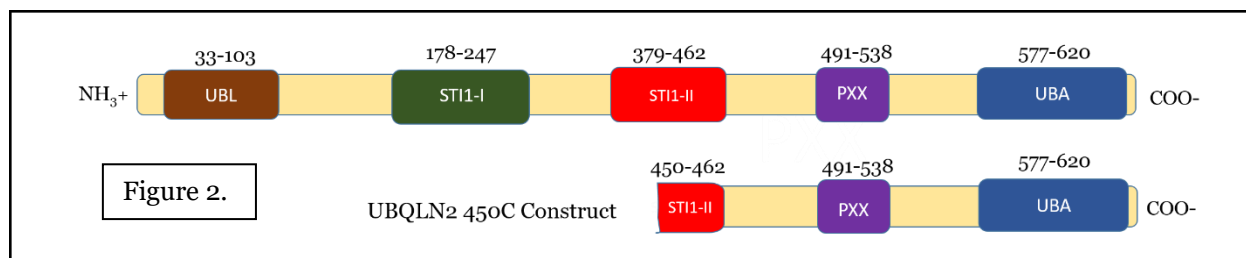 33-103 178-247 379-462 491-538 577-620
NH3+ UBL STI1-I STI1-II PXX UBA COO-
450-462 491-538 577-620
Figure 2. UBQLN2 450C Construct STI1-II PXX UBA COO-